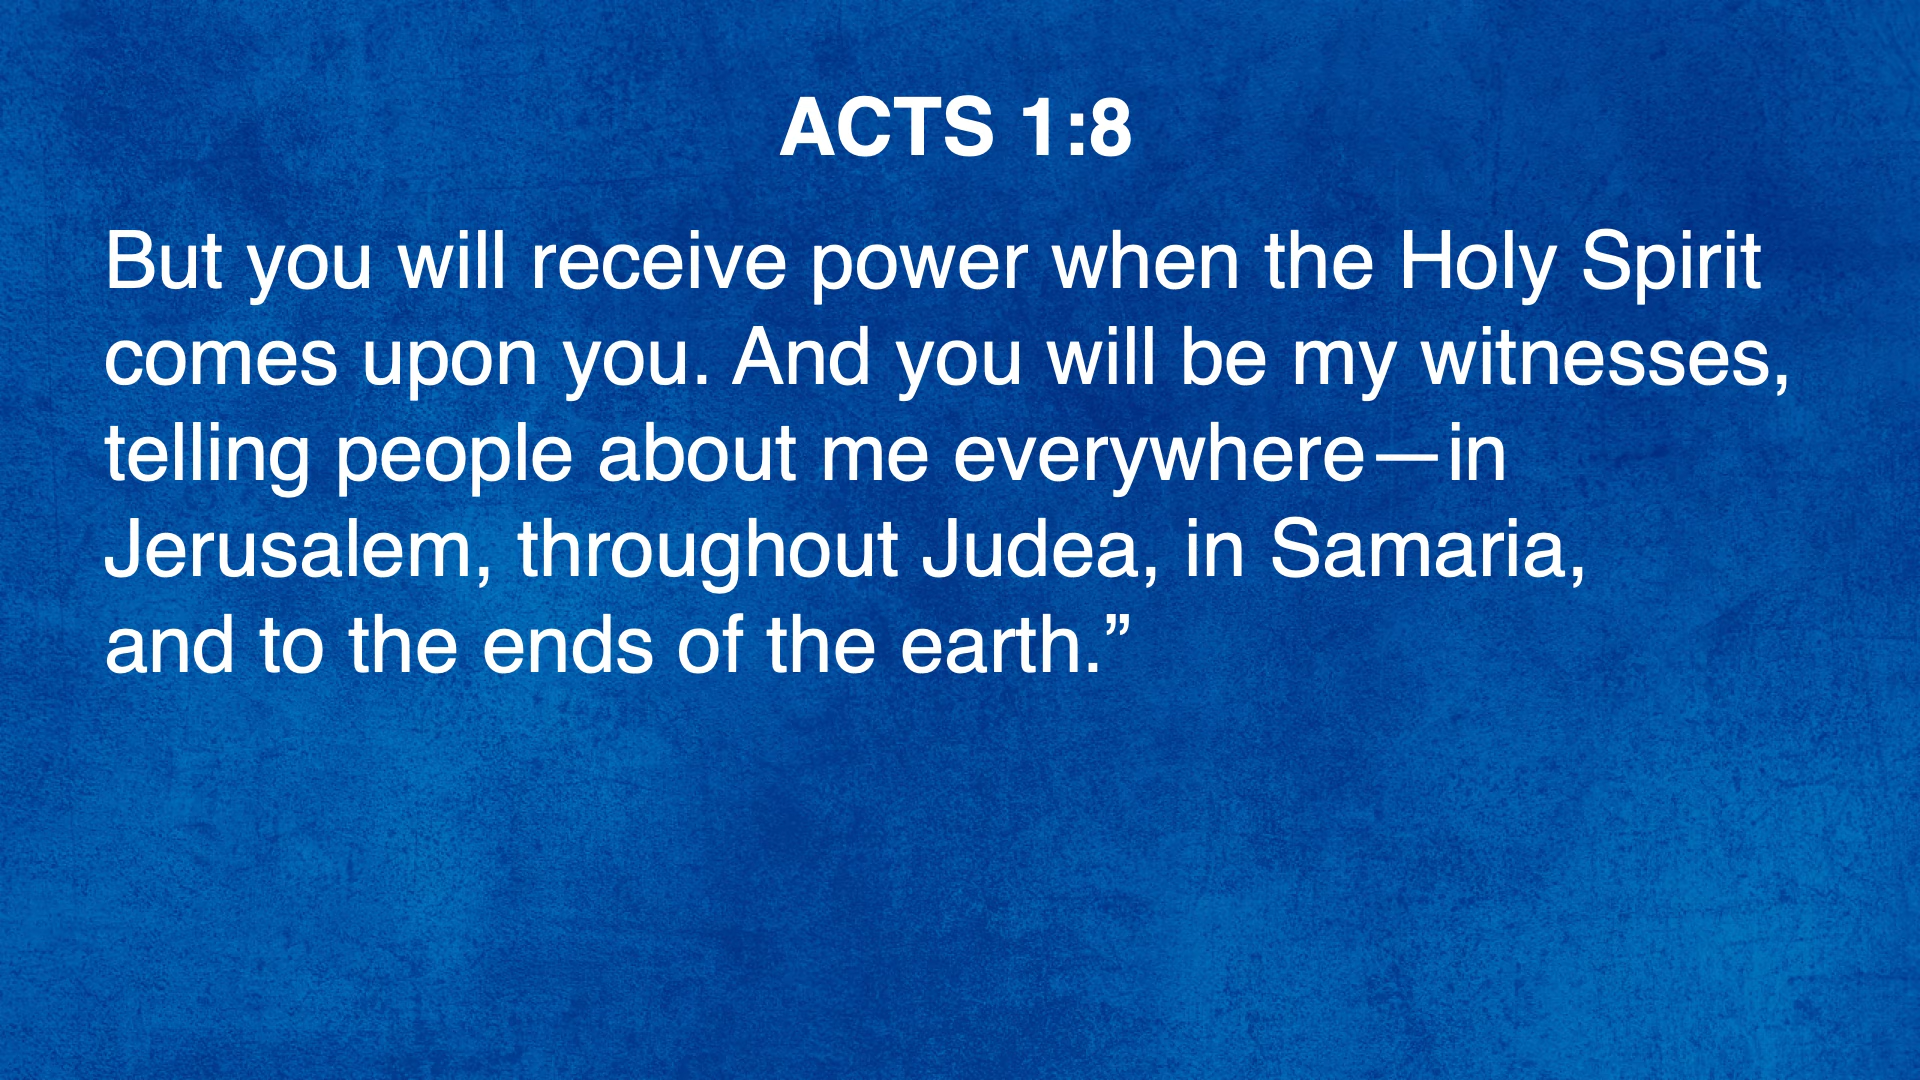 ACTS 1:8
But you will receive power when the Holy Spirit
comes upon you. And you will be my witnesses,
telling people about me everywhere—in
Jerusalem, throughout Judea, in Samaria,
and to the ends of the earth.”